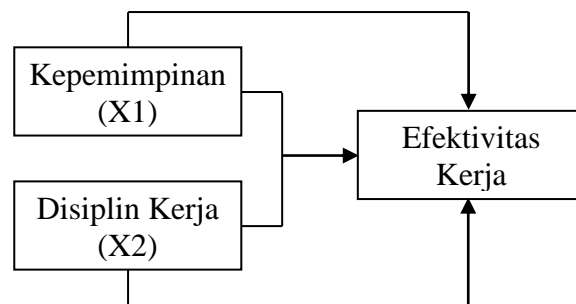 Kepemimpinan
(X1)
Efektivitas
Kerja
Disiplin Kerja
(X2)